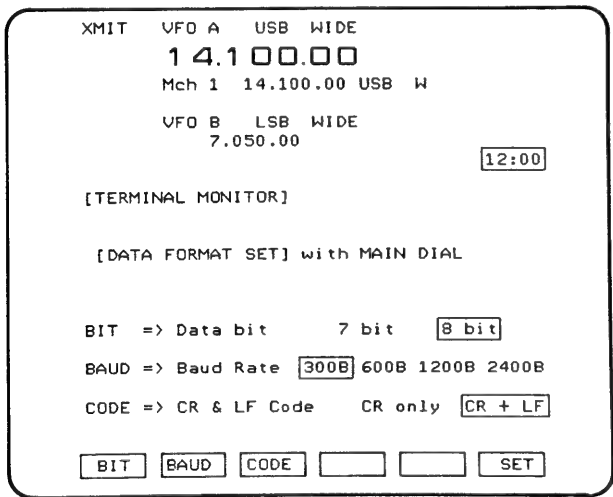 XMIT VFO A USB WIDE
14.100.00
Mch 1 14.100.00 USB W
VFO B LSB WIDE
7.050.00
12:00
[TERMINAL MONITOR]
[DATA FORMAT SET] with MAIN DIAL
BIT => Data bit 7 bit 8 bit
BAUD => Baud Rate 300B 600B 1200B 2400B
CODE => CR & LF Code CR only CR + LF
BIT BAUD CODE SET